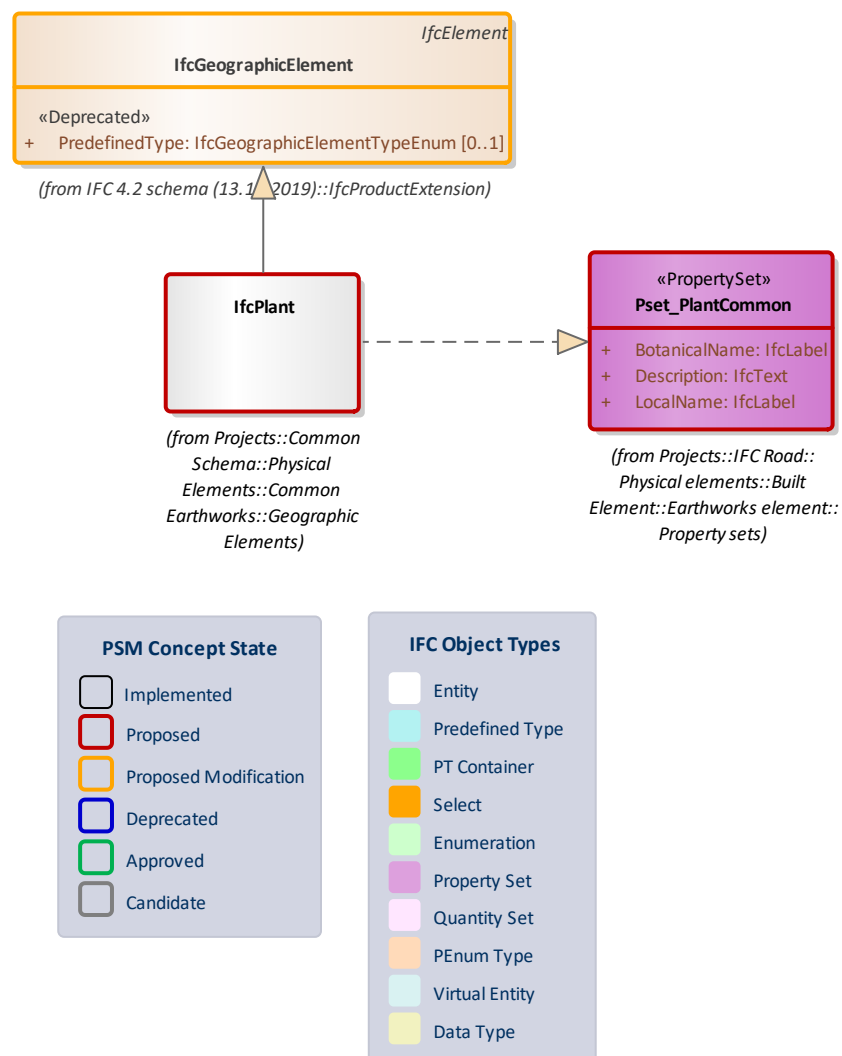 IfcElement
IfcGeographicElement
«Deprecated»
+ PredefinedType: IfcGeographicElementTypeEnum [0..1]
(from IFC 4.2 schema (13.1 2019)::IfcProductExtension)
IfcPlant
(from Projects::Common
Schema::Physical
Elements::Common
Earthworks::Geographic
Elements)
«PropertySet»
Pset_PlantCommon
+ BotanicalName: IfcLabel
+ Description: IfcText
+ LocalName: IfcLabel
(from Projects::IFC Road::
Physical elements::Built
Element::Earthworks element::
Property sets)
PSM Concept State
Implemented
Proposed
Proposed Modification
Deprecated
Approved
Candidate
IFC Object Types
Entity
Predefined Type
PT Container
Select
Enumeration
Property Set
Quantity Set
PEnum Type
Virtual Entity
Data Type